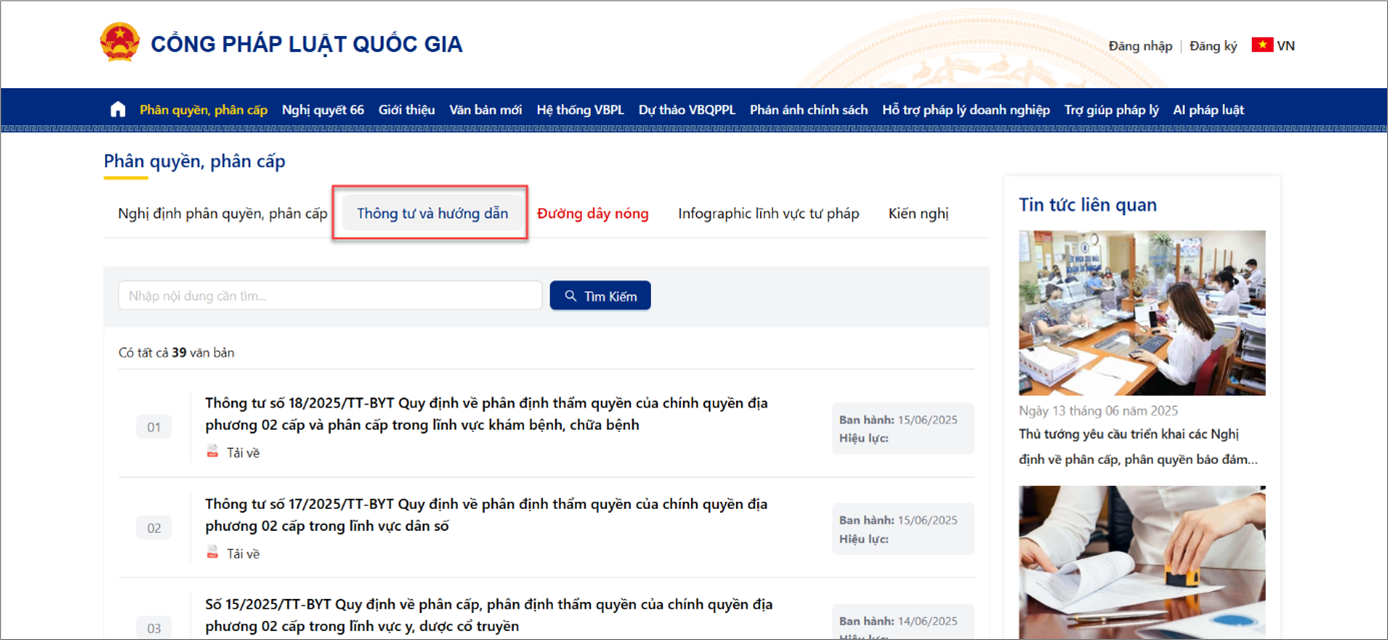 CỔNG PHÁP LUẬT QUỐC GIA
Đăng nhập | Đăng ký VN
Phân quyền, phân cấp Nghị quyết 66 Giới thiệu Văn bản mới Hệ thống VBPL Dự thảo VBQPPL Phản ánh chính sách Hỗ trợ pháp lý doanh nghiệp Trợ giúp pháp lý AI pháp luật
Phân quyền, phân cấp
Nghị định phân quyền, phân cấp Thông tư và hướng dẫn Đường dây nóng Infographic lĩnh vực tư pháp Kiến nghị
Nhập nội dung cần tìm...
Tìm Kiếm
Có tất cả 39 văn bản
01
Thông tư số 18/2025/TT-BYT Quy định về phân định thẩm quyền của chính quyền địa
phương 02 cấp và phân cấp trong lĩnh vực khám bệnh, chữa bệnh
Tải về
Ban hành: 15/06/2025
Hiệu lực:
02
Thông tư số 17/2025/TT-BYT Quy định về phân định thẩm quyền của chính quyền địa
phương 02 cấp trong lĩnh vực dân số
Tải về
Ban hành: 15/06/2025
Hiệu lực:
03
Số 15/2025/TT-BYT Quy định về phân cấp, phân định thẩm quyền của chính quyền địa
phương 02 cấp trong lĩnh vực y, dược cổ truyền
Ban hành: 14/06/2025
Hiệu lực:
Tin tức liên quan
Ngày 13 tháng 06 năm 2025
Thủ tướng yêu cầu triển khai các Nghị
định về phân cấp, phân quyền bảo đảm...